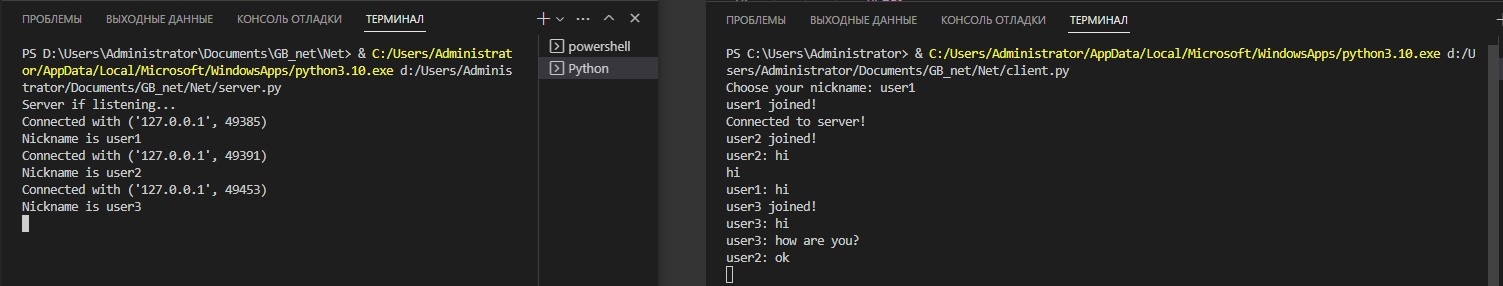 ПРОБЛЕМЫ ВЫХОДНЫЕ ДАННЫЕ КОНСОЛЬ ОТЛАДКИ ТЕРМИНАЛ
PS D:\Users\Administrator\Documents\GB_net\Net> & C:/Users/Administrat
or/AppData/Local/Microsoft/WindowsApps/python3.10.exe d:/Users/Adminis
trator/Documents/GB_net/Net/server.py
Server if listening...
Connected with ('127.0.0.1', 49385)
Nickname is user1
Connected with ('127.0.0.1', 49391)
Nickname is user2
Connected with ('127.0.0.1', 49453)
Nickname is user3
powershell
Python
ПРОБЛЕМЫ ВЫХОДНЫЕ ДАННЫЕ КОНСОЛЬ ОТЛАДКИ ТЕРМИНАЛ
PS C:\Users\Administrator> & C:/Users/Administrator/AppData/Local/Microsoft/WindowsApps/python3.10.exe d:/U
sers/Administrator/Documents/GB_net/Net/client.py
Choose your nickname: user1
user1 joined!
Connected to server!
user2 joined!
user2: hi
hi
user1: hi
user3 joined!
user3: hi
user3: how are you?
user2: ok